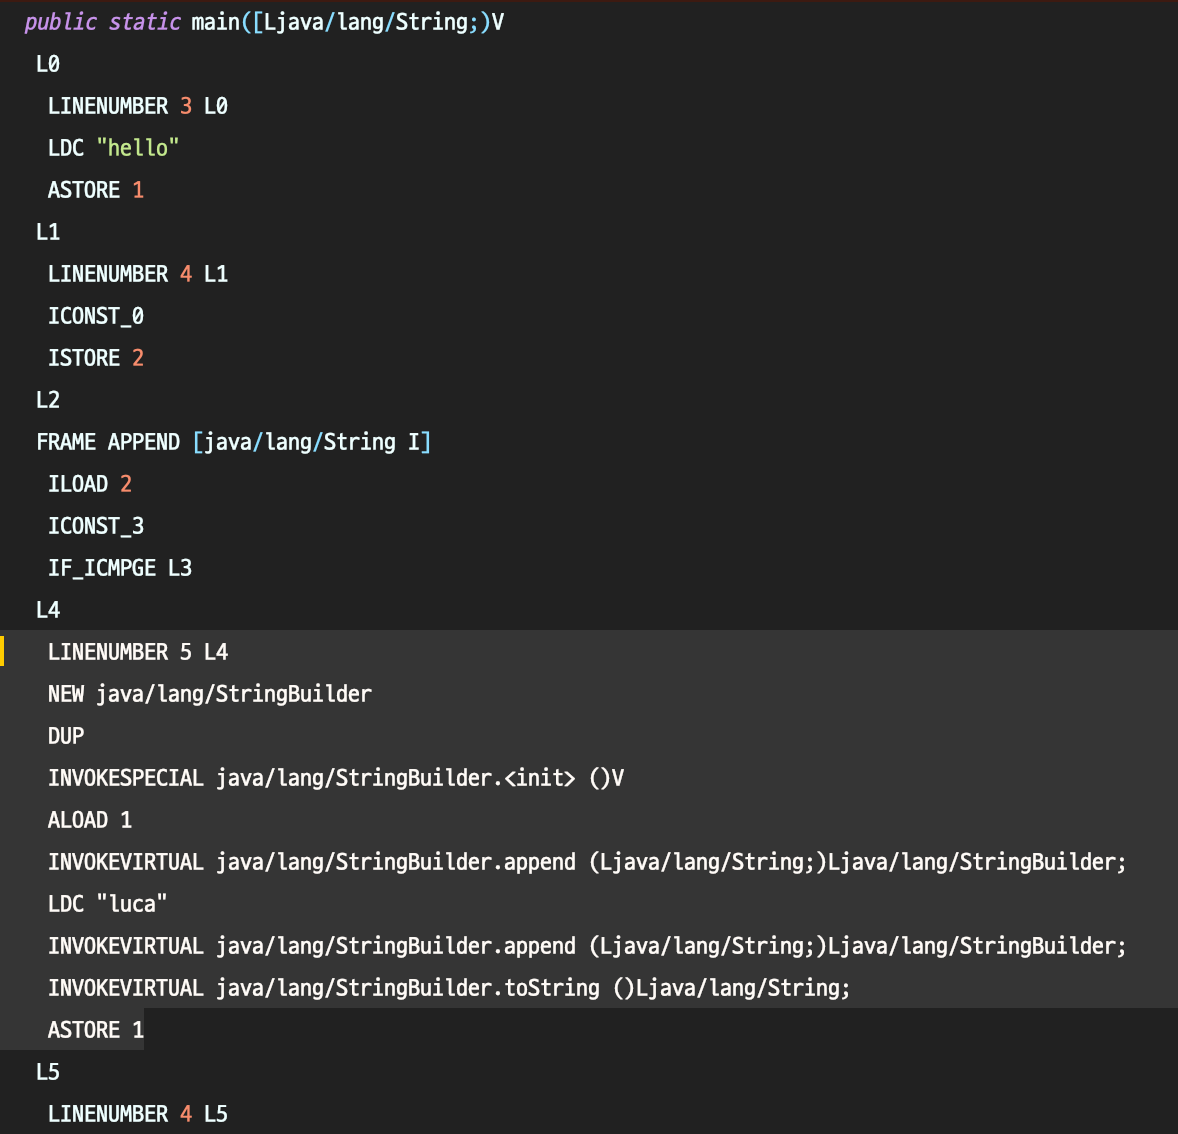 public static main([Ljava/lang/String;)V
L0
LINENUMBER 3 L0
LDC "hello"
ASTORE 1
L1
LINENUMBER 4 L1
ICONST_0
ISTORE 2
L2
FRAME APPEND [java/lang/String I]
ILOAD 2
ICONST_3
IF_ICMPGE L3
L4
LINENUMBER 5 L4
NEW java/lang/StringBuilder
DUP
INVOKESPECIAL java/lang/StringBuilder.<init> ()V
ALOAD 1
INVOKEVIRTUAL java/lang/StringBuilder.append (Ljava/lang/String;)Ljava/lang/StringBuilder;
LDC "luca"
INVOKEVIRTUAL java/lang/StringBuilder.append (Ljava/lang/String;)Ljava/lang/StringBuilder;
INVOKEVIRTUAL java/lang/StringBuilder.toString ()Ljava/lang/String;
ASTORE 1
L5
LINENUMBER 4 L5